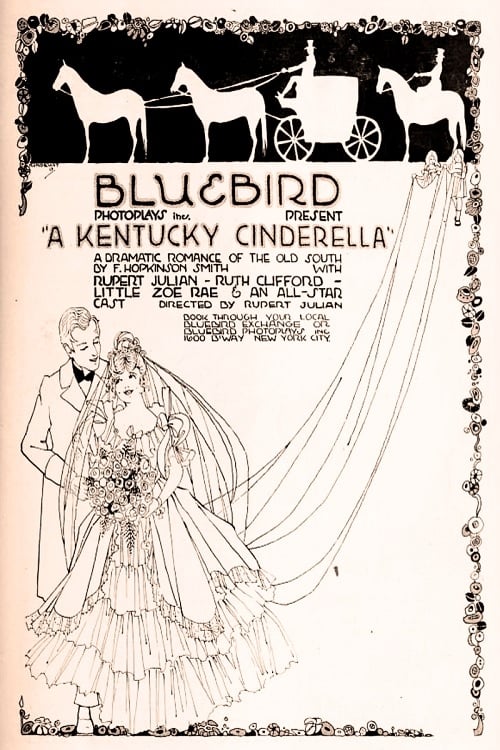 BLUEBIRD
PHOTOPLAYS inc. PRESENT
"A KENTUCKY CINDERELLA"
A DRAMATIC ROMANCE OF THE OLD SOUTH
BY F. HOPKINSON SMITH WITH
RUPERT JULIAN - RUTH CLIFFORD -
LITTLE ZOE RAE & AN ALL-STAR
CAST DIRECTED BY RUPERT JULIAN
BOOK THROUGH YOUR LOCAL
BLUEBIRD EXCHANGE OR
BLUEBIRD PHOTOPLAYS INC.
1600 B'WAY NEW YORK CITY.